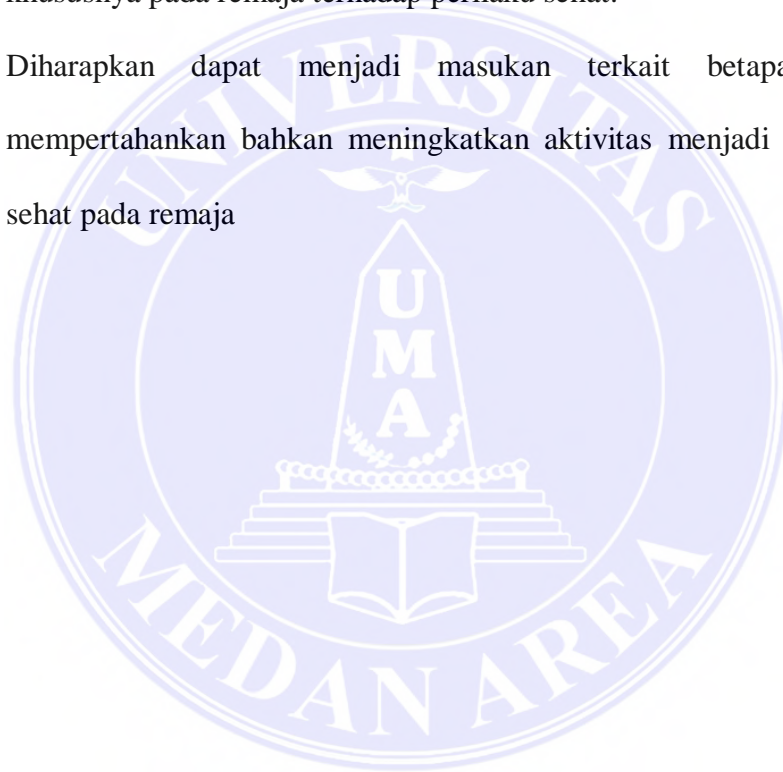 khususnya pada remaja terhadap perilaku sehat.
Diharapkan dapat menjadi masukan terkait
mempertahankan bahkan meningkatkan aktivitas menjadi
sehat pada remaja
UNIVERSITAS
UMA
MEDAN AREA